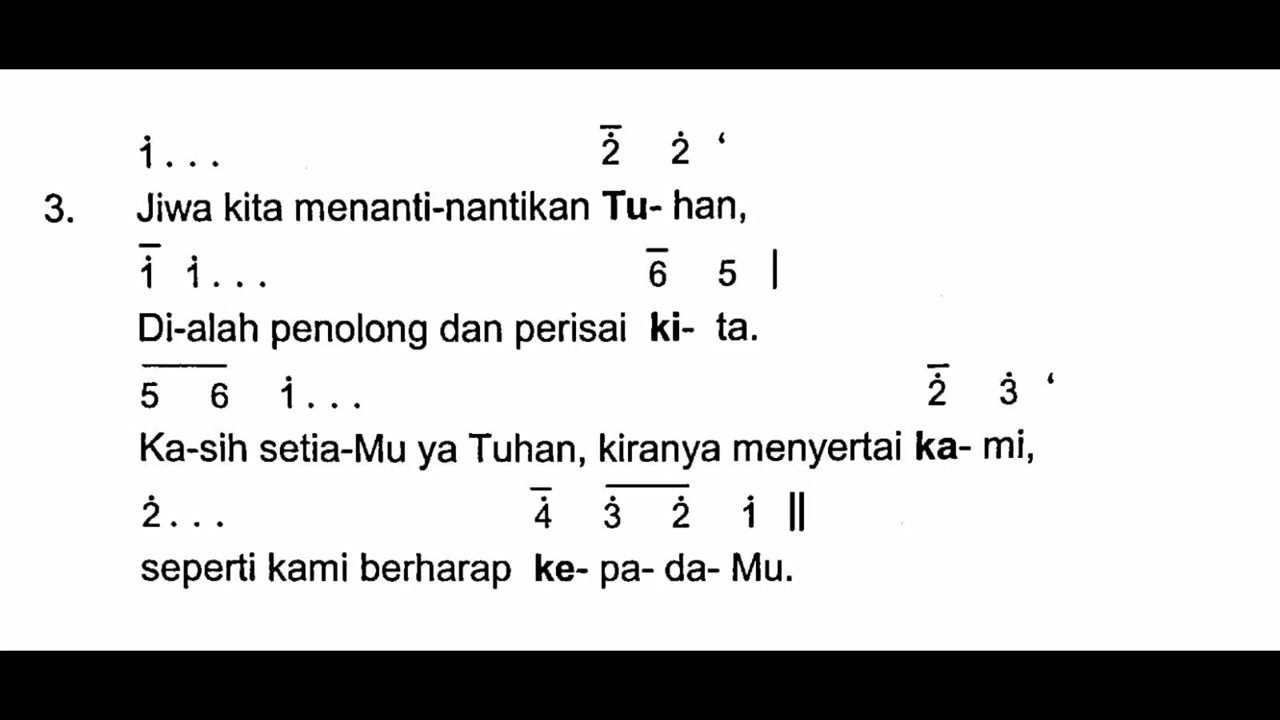 i̇ . . . 2̇̅ 2̇ ‘
3. Jiwa kita menanti-nantikan Tu- han,
1̇̅ 1̇ . . . 6̅ 5 |
Di-alah penolong dan perisai ki- ta.
5̅ 6̅ 1̇ . . . 2̇̅ 3̇ ‘
Ka-sih setia-Mu ya Tuhan, kiranya menyertai ka- mi,
2̇ . . . 4̇̅ 3̇̅ 2̇̅ 1̇ ||
seperti kami berharap ke- pa- da- Mu.